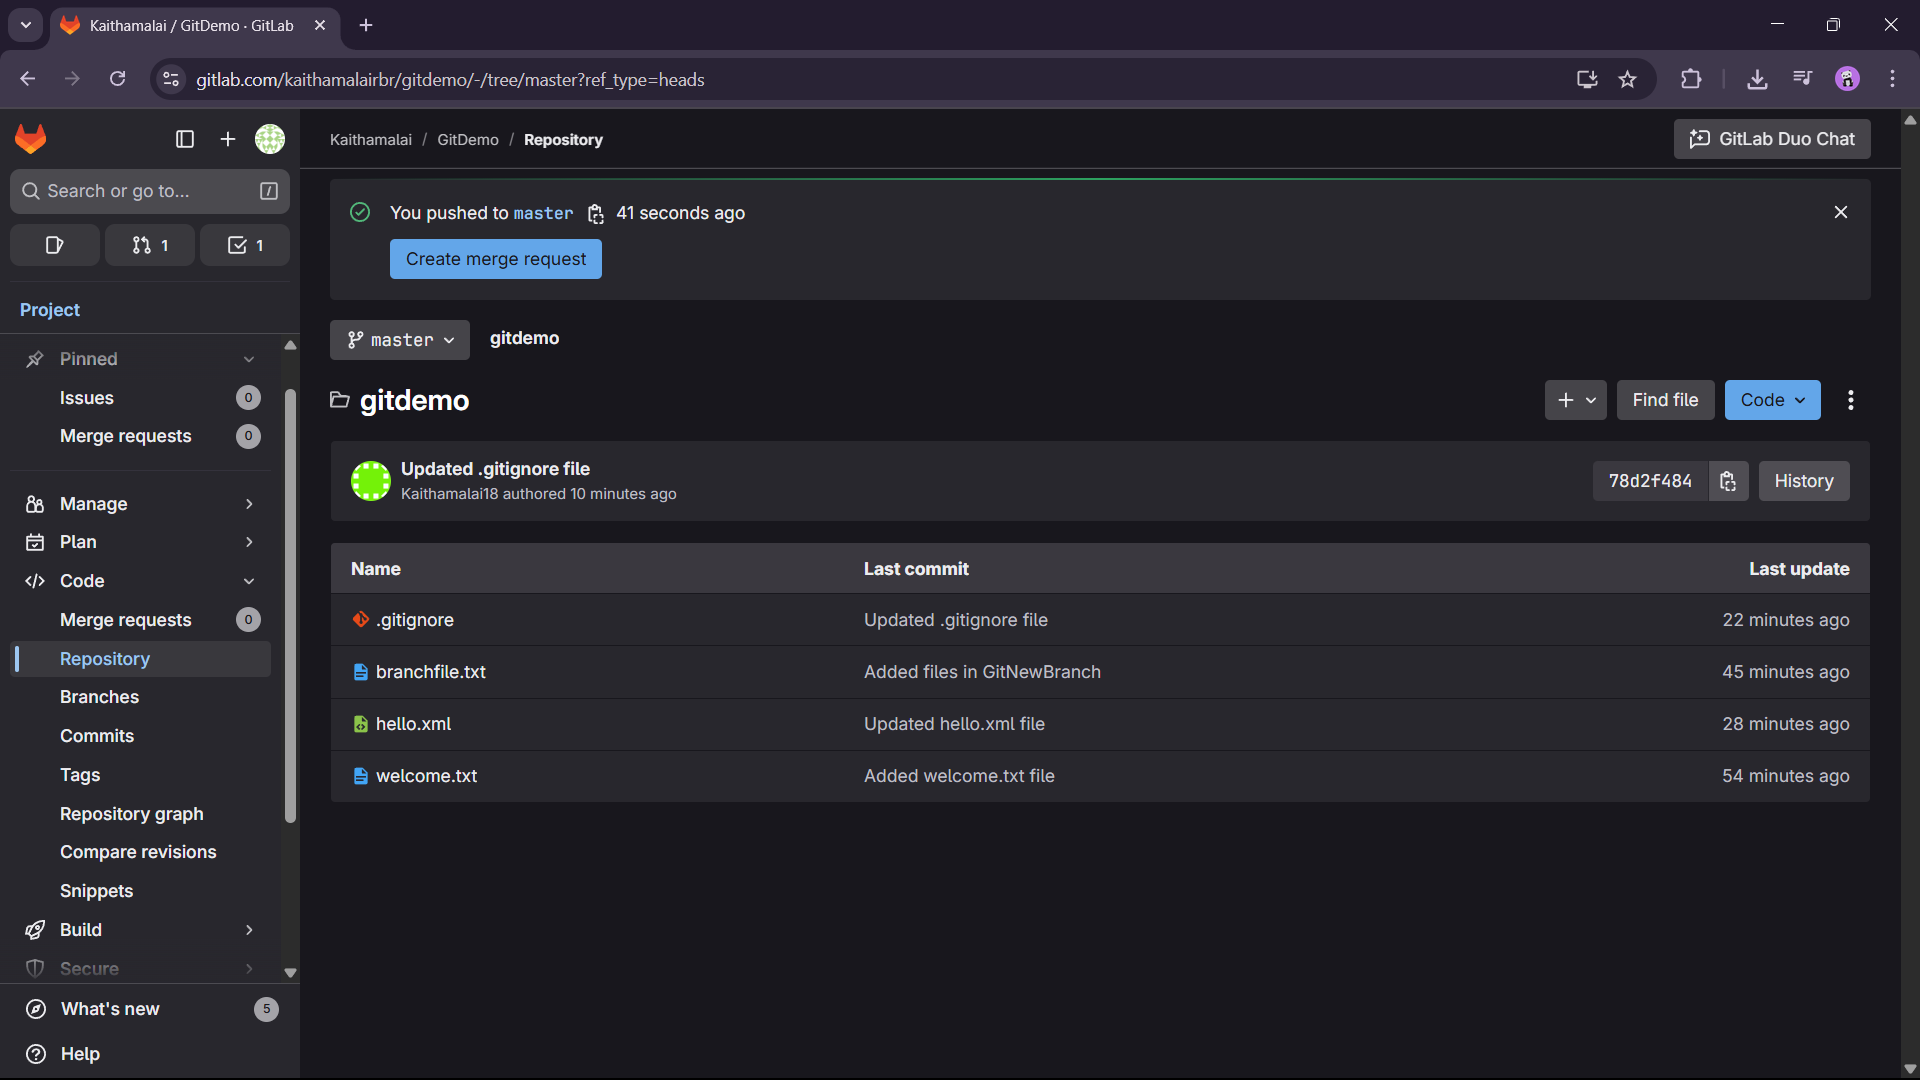 Kaithamalai / GitDemo · GitLab
gitlab.com/kaithamalairbr/gitdemo/-/tree/master?ref_type=heads
Search or go to... /
1
1
Project
Pinned
Issues 0
Merge requests 0
Manage
Plan
Code
Merge requests 0
Repository
Branches
Commits
Tags
Repository graph
Compare revisions
Snippets
Build
Secure
What's new 5
Help
Kaithamalai / GitDemo / Repository
GitLab Duo Chat
You pushed to master 41 seconds ago
Create merge request
master gitdemo
gitdemo
Find file
Code
Updated .gitignore file
Kaithamalai18 authored 10 minutes ago
78d2f484
History
Name Last commit Last update
.gitignore Updated .gitignore file 22 minutes ago
branchfile.txt Added files in GitNewBranch 45 minutes ago
hello.xml Updated hello.xml file 28 minutes ago
welcome.txt Added welcome.txt file 54 minutes ago